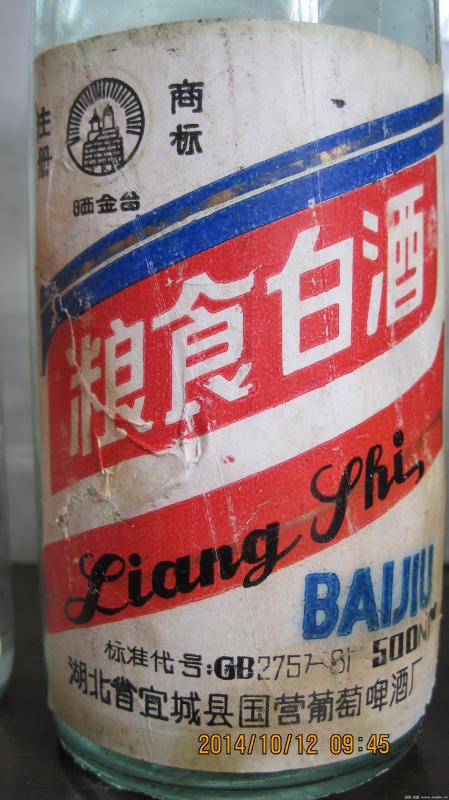 注册
商标
晒金台
粮食白酒
Liang Shi,
BAIJIU
标准代号:GB2757-81 500
湖北省宜城县国营葡萄啤酒厂
2014/10/12 09:45